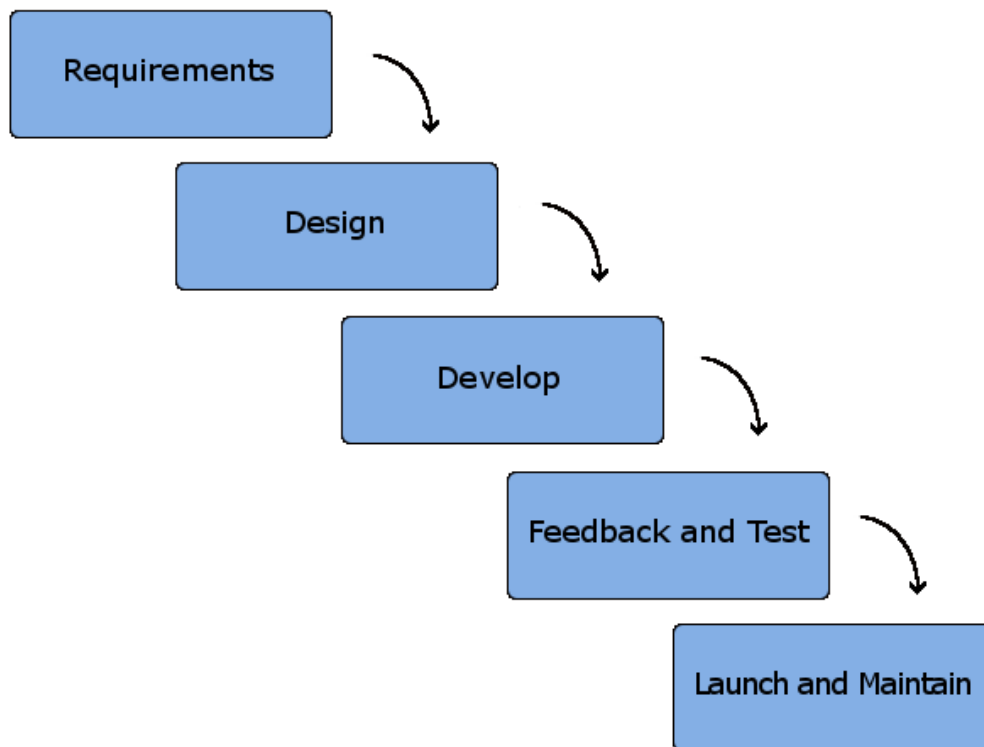 Requirements
Design
Develop
Feedback and Test
Launch and Maintain